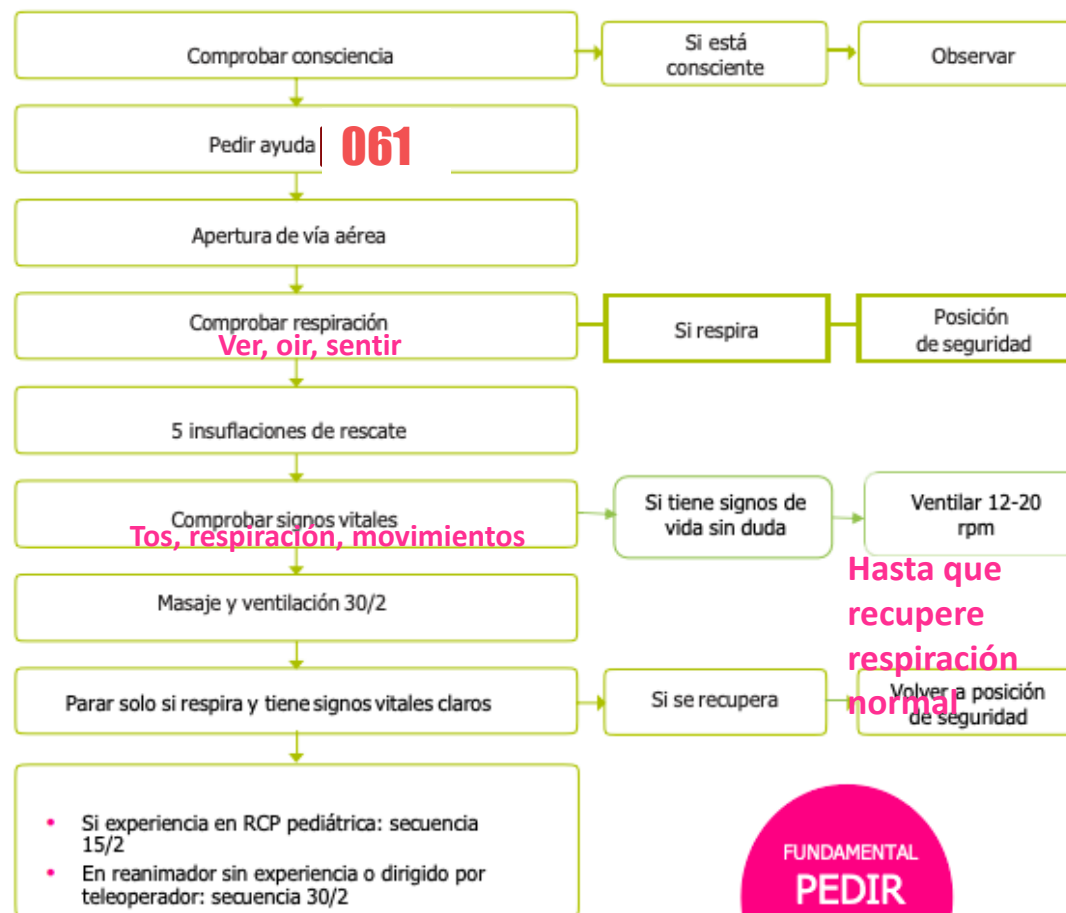 Comprobar consciencia
Si está
consciente
Observar
Pedir ayuda 061
Apertura de vía aérea
Comprobar respiración
Ver, oir, sentir
Si respira
Posición
de seguridad
5 insuflaciones de rescate
Comprobar signos vitales
Tos, respiración, movimientos
Si tiene signos de
vida sin duda
Ventilar 12-20
rpm
Hasta que
recupere
respiración
normal
Masaje y ventilación 30/2
Parar solo si respira y tiene signos vitales claros
Si se recupera
Volver a posición
de seguridad
• Si experiencia en RCP pediátrica: secuencia
15/2
• En reanimador sin experiencia o dirigido por
teleoperador: secuencia 30/2
FUNDAMENTAL
PEDIR